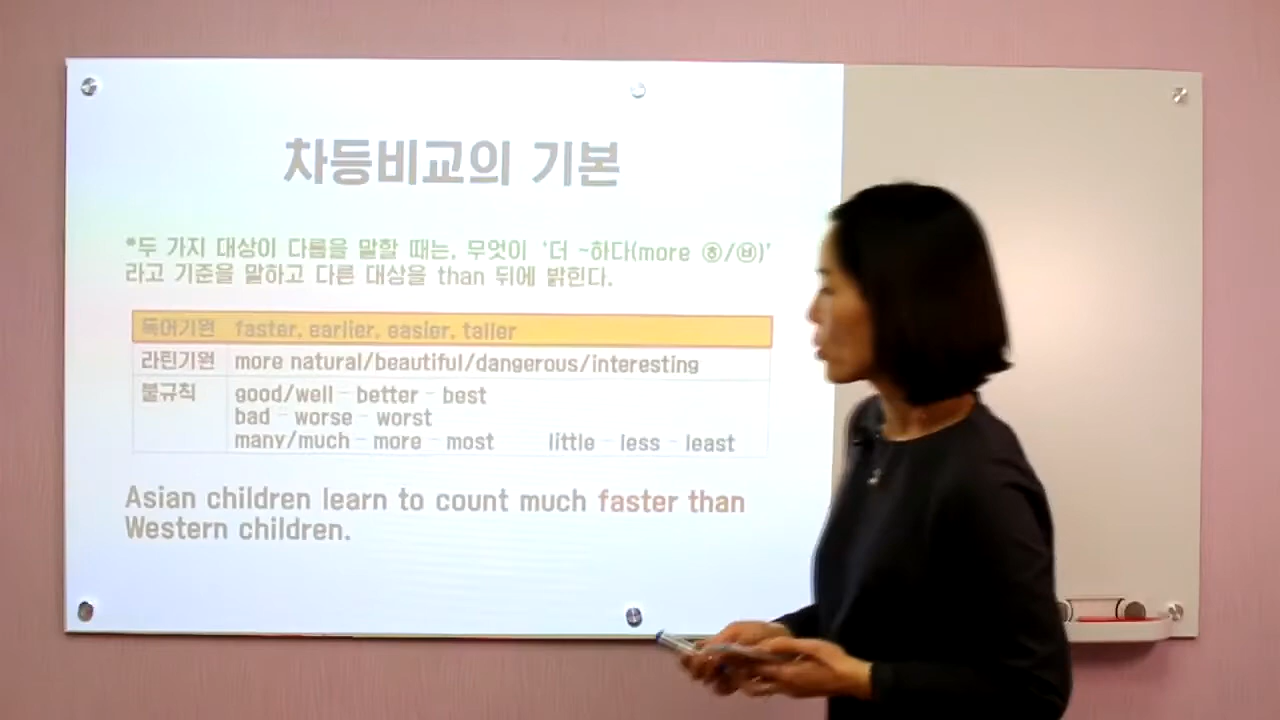 차등비교의 기본
*두 가지 대상이 다름을 말할 때는, 무엇이 '더 ~하다(more ㉻/㉥)'
라고 기준을 말하고 다른 대상을 than 뒤에 밝힌다.
독어기원 faster, earlier, easier, taller
라틴기원 more natural/beautiful/dangerous/interesting
불규칙 good/well - better - best
bad - worse - worst
many/much - more - most little - less - least
Asian children learn to count much faster than
Western children.